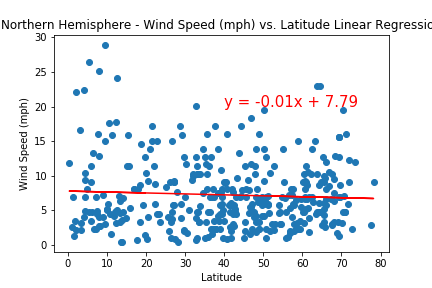 Northern Hemisphere - Wind Speed (mph) vs. Latitude Linear Regressio
30
25
20
15
10
5
0
Wind Speed (mph)
y = -0.01x + 7.79
0 10 20 30 40 50 60 70 80
Latitude